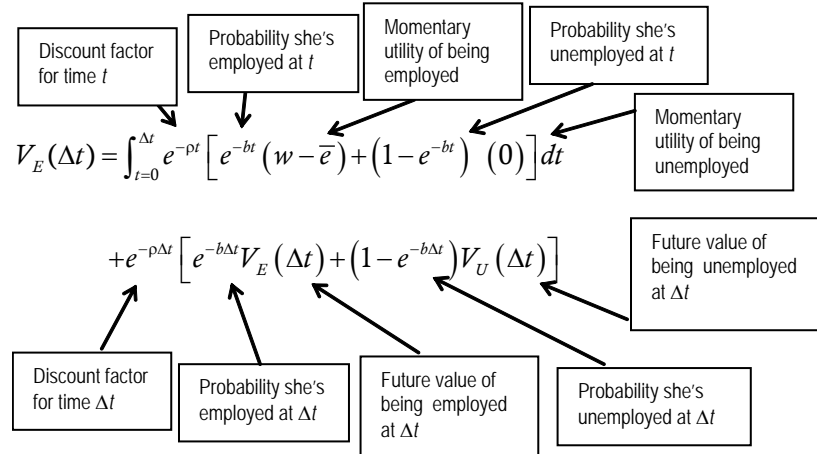 Discount factor
for time t
Probability she's
employed at t
Momentary
utility of being
employed
Probability she's
unemployed at t
V_E(Δt) = ∫_{t=0}^{Δt} e^{-ρt} [e^{-bt} (w − e̅) + (1 − e^{-bt}) (0)] dt
Momentary
utility of being
unemployed
+e^{-ρΔt} [e^{-bΔt} V_E (Δt) + (1 − e^{-bΔt}) V_U (Δt)]
Future value of
being unemployed
at Δt
Discount factor
for time Δt
Probability she's
employed at Δt
Future value of
being employed
at Δt
Probability she's
unemployed at Δt